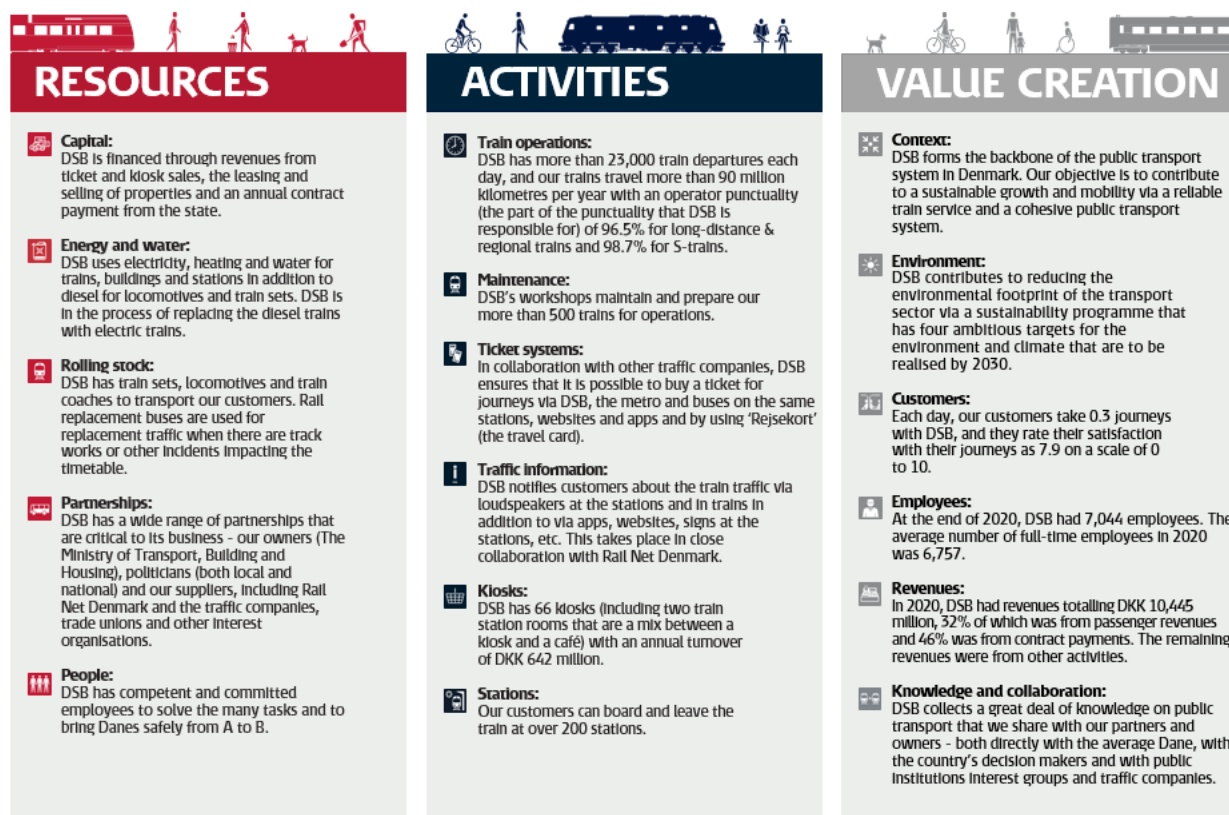 RESOURCES
Capital:
DSB is financed through revenues from
ticket and kiosk sales, the leasing and
selling of properties and an annual contract
payment from the state.
Energy and water:
DSB uses electricity, heating and water for
trains, buildings and stations in addition to
diesel for locomotives and train sets. DSB is
in the process of replacing the diesel trains
with electric trains.
Rolling stock:
DSB has train sets, locomotives and train
coaches to transport our customers. Rail
replacement buses are used for
replacement traffic when there are track
works or other incidents impacting the
timetable.
Partnerships:
DSB has a wide range of partnerships that
are critical to its business - our owners (The
Ministry of Transport, Building and
Housing), politicians (both local and
national) and our suppliers, including Rail
Net Denmark and the traffic companies,
trade unions and other interest
organisations.
People:
DSB has competent and committed
employees to solve the many tasks and to
bring Danes safely from A to B.
ACTIVITIES
Train operations:
DSB has more than 23,000 train departures each
day, and our trains travel more than 90 million
kilometres per year with an operator punctuality
(the part of the punctuality that DSB is
responsible for) of 96.5% for long-distance &
regional trains and 98.7% for S-trains.
Maintenance:
DSB's workshops maintain and prepare our
more than 500 trains for operations.
Ticket systems:
In collaboration with other traffic companies, DSB
ensures that it is possible to buy a ticket for
journeys via DSB, the metro and buses on the same
stations, websites and apps and by using 'Rejsekort'
(the travel card).
Traffic information:
DSB notifies customers about the train traffic via
loudspeakers at the stations and in trains in
addition to via apps, websites, signs at the
stations, etc. This takes place in close
collaboration with Rail Net Denmark.
Kiosks:
DSB has 66 kiosks (including two train
station rooms that are a mix between a
kiosk and a café) with an annual turnover
of DKK 642 million.
Stations:
Our customers can board and leave the
train at over 200 stations.
VALUE CREATION
Context:
DSB forms the backbone of the public transport
system in Denmark. Our objective is to contribute
to a sustainable growth and mobility via a reliable
train service and a cohesive public transport
system.
Environment:
DSB contributes to reducing the
environmental footprint of the transport
sector via a sustainability programme that
has four ambitious targets for the
environment and climate that are to be
realised by 2030.
Customers:
Each day, our customers take 0.3 journeys
with DSB, and they rate their satisfaction
with their journeys as 7.9 on a scale of 0
to 10.
Employees:
At the end of 2020, DSB had 7,044 employees. The
average number of full-time employees in 2020
was 6,757.
Revenues:
In 2020, DSB had revenues totalling DKK 10,445
million, 32% of which was from passenger revenues
and 46% was from contract payments. The remaining
revenues were from other activities.
Knowledge and collaboration:
DSB collects a great deal of knowledge on public
transport that we share with our partners and
owners - both directly with the average Dane, with
the country's decision makers and with public
institutions interest groups and traffic companies.